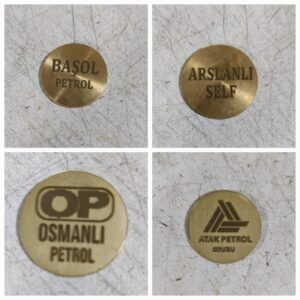 BAŞOL
PETROL
ARSLANLI
SELF
OP
OSMANLI
PETROL
ATAK PETROL
GRUBU